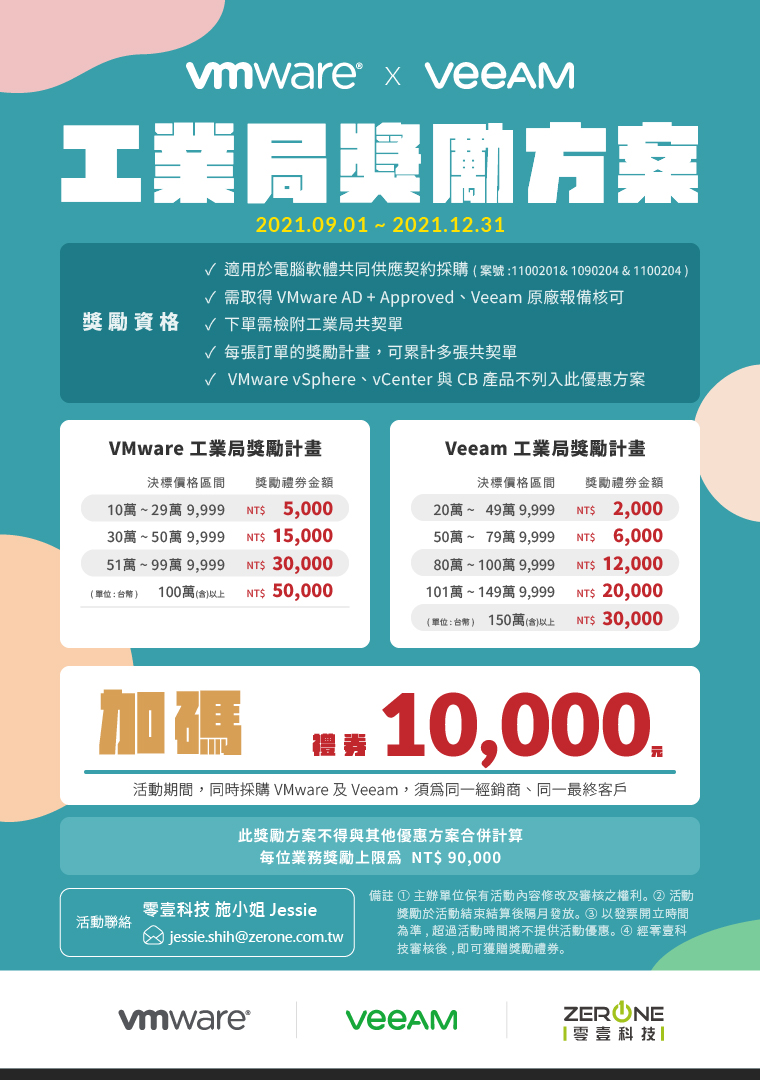 vmware® X veeAM
工業局獎勵方案
2021.09.01 ~ 2021.12.31
獎勵資格
✓ 適用於電腦軟體共同供應契約採購 ( 案號 :1100201& 1090204 & 1100204 )
✓ 需取得 VMware AD + Approved、Veeam 原廠報備核可
✓ 下單需檢附工業局共契單
✓ 每張訂單的獎勵計畫，可累計多張共契單
✓ VMware vSphere、vCenter 與 CB 產品不列入此優惠方案
VMware 工業局獎勵計畫
決標價格區間 獎勵禮券金額
10萬 ~ 29萬 9,999 NT$ 5,000
30萬 ~ 50萬 9,999 NT$ 15,000
51萬 ~ 99萬 9,999 NT$ 30,000
( 單位 : 台幣 ) 100萬(含)以上 NT$ 50,000
Veeam 工業局獎勵計畫
決標價格區間 獎勵禮券金額
20萬 ~ 49萬 9,999 NT$ 2,000
50萬 ~ 79萬 9,999 NT$ 6,000
80萬 ~ 100萬 9,999 NT$ 12,000
101萬 ~ 149萬 9,999 NT$ 20,000
( 單位 : 台幣 ) 150萬(含)以上 NT$ 30,000
加碼 禮券 10,000元
活動期間，同時採購 VMware 及 Veeam，須為同一經銷商、同一最終客戶
此獎勵方案不得與其他優惠方案合併計算
每位業務獎勵上限為 NT$ 90,000
活動聯絡
零壹科技 施小姐 Jessie
jessie.shih@zerone.com.tw
備註 ① 主辦單位保有活動內容修改及審核之權利。② 活動
獎勵於活動結束結算後隔月發放。③ 以發票開立時間
為準 , 超過活動時間將不提供活動優惠。④ 經零壹科
技審核後 , 即可獲贈獎勵禮券。
vmware® veeAM ZERONE
零壹科技